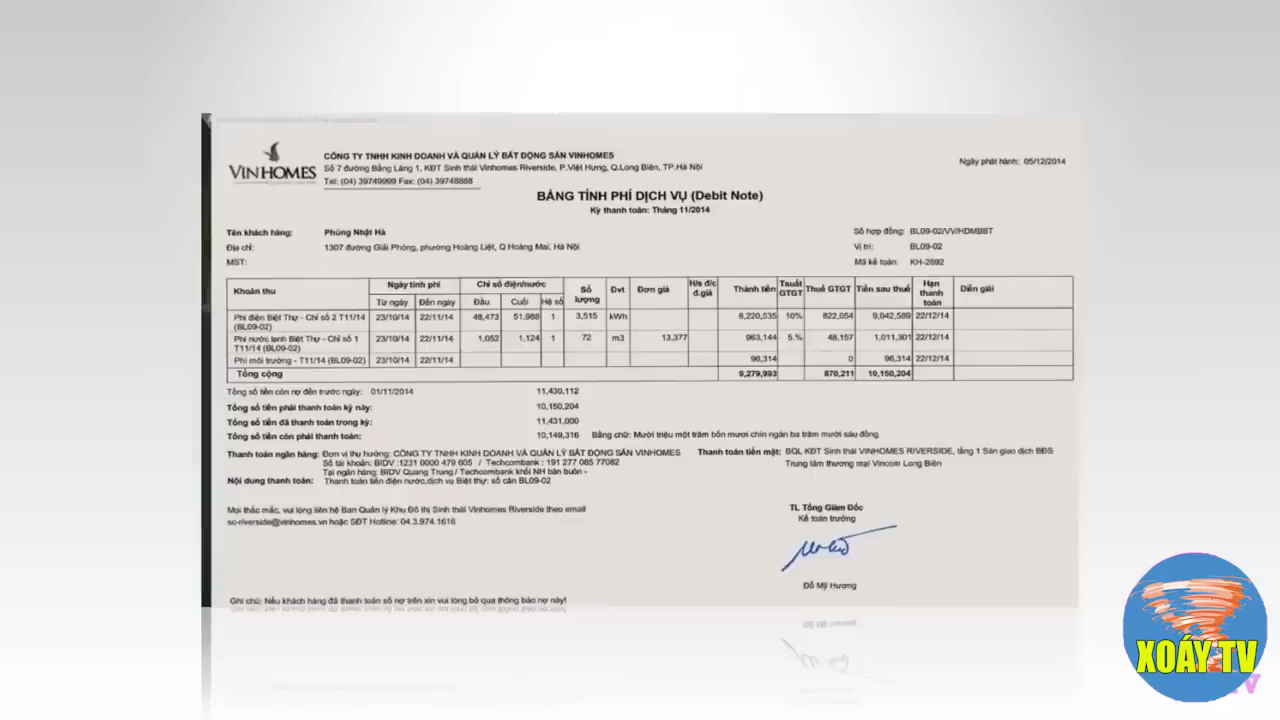 VINHOMES
CÔNG TY TNHH KINH DOANH VÀ QUẢN LÝ BẤT ĐỘNG SẢN VINHOMES
Số 7 đường Bằng Lăng 1, KĐT Sinh thái Vinhomes Riverside, P.Việt Hưng, Q.Long Biên, TP.Hà Nội
Tel: (04) 39749999 Fax: (04) 39748888
Ngày phát hành: 05/12/2014
BẢNG TÍNH PHÍ DỊCH VỤ (Debit Note)
Kỳ thanh toán: Tháng 11/2014
Tên khách hàng: Phùng Nhật Hà
Địa chỉ: 1307 đường Giải Phóng, phường Hoàng Liệt, Q Hoàng Mai, Hà Nội
MST:
Số hợp đồng: BL09-02/VV/HDMBBT
Vị trí: BL09-02
Mã kế toán: KH-2692
Khoản thu Ngày tính phí Chỉ số điện/nước Số lượng Đvt Đơn giá H/s đ/c đ.giá Thành tiền Tsuất GTGT Thuế GTGT Tiền sau thuế Hạn thanh toán Diễn giải
Từ ngày Đến ngày Đầu Cuối Hệ số
Phí điện Biệt Thự - Chỉ số 2 T11/14 (BL09-02) 23/10/14 22/11/14 48,473 51,988 1 3,515 kWh 8,220,535 10% 822,054 9,042,589 22/12/14
Phí nước lạnh Biệt Thự - Chỉ số 1 T11/14 (BL09-02) 23/10/14 22/11/14 1,052 1,124 1 72 m3 13,377 963,144 5.% 48,157 1,011,301 22/12/14
Phí môi trường - T11/14 (BL09-02) 23/10/14 22/11/14 96,314 0 96,314 22/12/14
Tổng cộng 9,279,993 870,211 10,150,204
Tổng số tiền còn nợ đến trước ngày: 01/11/2014 11,430,112
Tổng số tiền phải thanh toán kỳ này: 10,150,204
Tổng số tiền đã thanh toán trong kỳ: 11,431,000
Tổng số tiền còn phải thanh toán: 10,149,316 Bằng chữ: Mười triệu một trăm bốn mươi chín ngàn ba trăm mười sáu đồng
Thanh toán ngân hàng: Đơn vị thụ hưởng: CÔNG TY TNHH KINH DOANH VÀ QUẢN LÝ BẤT ĐỘNG SẢN VINHOMES
Số tài khoản: BIDV :1231 0000 479 605 / Techcombank : 191 277 085 77082
Tại ngân hàng: BIDV Quang Trung / Techcombank khối NH bán buôn -
Nội dung thanh toán: Thanh toán tiền điện nước,dịch vụ Biệt thự: số căn BL09-02
Thanh toán tiền mặt: BQL KĐT Sinh thái VINHOMES RIVERSIDE, tầng 1 Sàn giao dịch BĐS
Trung tâm thương mại Vincom Long Biên
Mọi thắc mắc, vui lòng liên hệ Ban Quản lý Khu Đô thị Sinh thái Vinhomes Riverside theo email
sc-riverside@vinhomes.vn hoặc SĐT Hotline: 04.3.974.1616
TL Tổng Giám Đốc
Kế toán trưởng
Đỗ Mỹ Hương
Ghi chú: Nếu khách hàng đã thanh toán số nợ trên xin vui lòng bỏ qua thông báo nợ này!
XOÁY TV